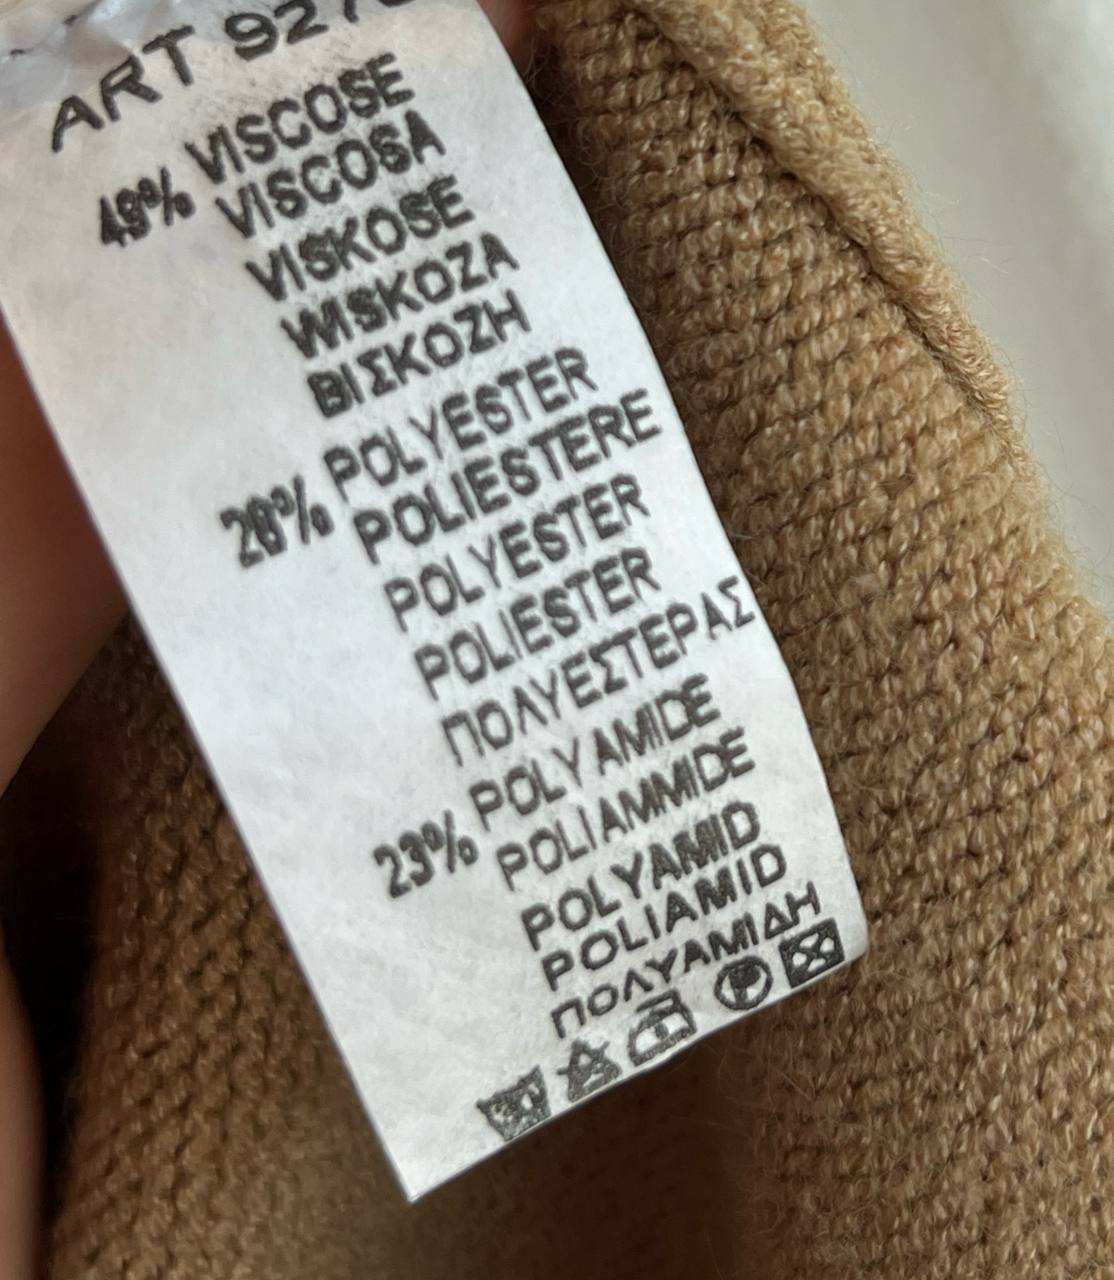 ART 927
49% VISCOSE
VISCOSA
VISKOSE
WISKOZA
ΒΙΣΚΟΖΗ
28% POLYESTER
POLIESTERE
POLYESTER
POLIESTER
ΠΟΛΥΕΣΤΕΡΑΣ
23% POLYAMIDE
POLIAMMIDE
POLYAMID
POLIAMID
ΠΟΛΥΑΜΙΔΗ
P